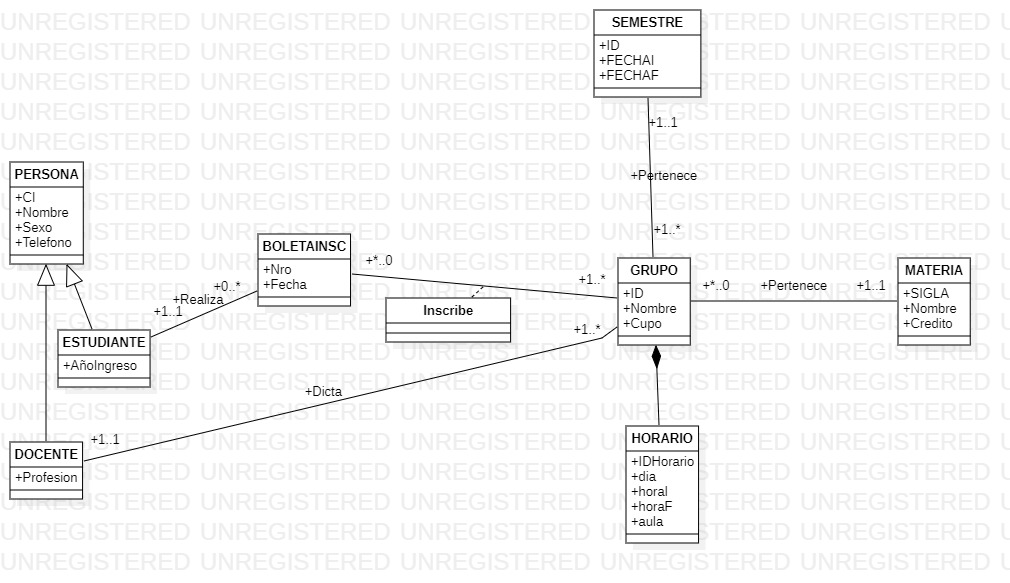 SEMESTRE
+ID
+FECHAI
+FECHAF
+1..1
+Pertenece
+1..*
PERSONA
+CI
+Nombre
+Sexo
+Telefono
BOLETAINSC
+Nro
+Fecha
+*..0
+1..*
GRUPO
+ID
+Nombre
+Cupo
+*..0
+Pertenece
+1..1
MATERIA
+SIGLA
+Nombre
+Credito
+0..*
+Realiza
+1..1
Inscribe
ESTUDIANTE
+AñoIngreso
+1..*
+Dicta
+1..1
DOCENTE
+Profesion
HORARIO
+IDHorario
+dia
+horaI
+horaF
+aula
UNREGISTERED UNREGISTERED UNREGISTERED UNREGISTERED UNREGISTERED